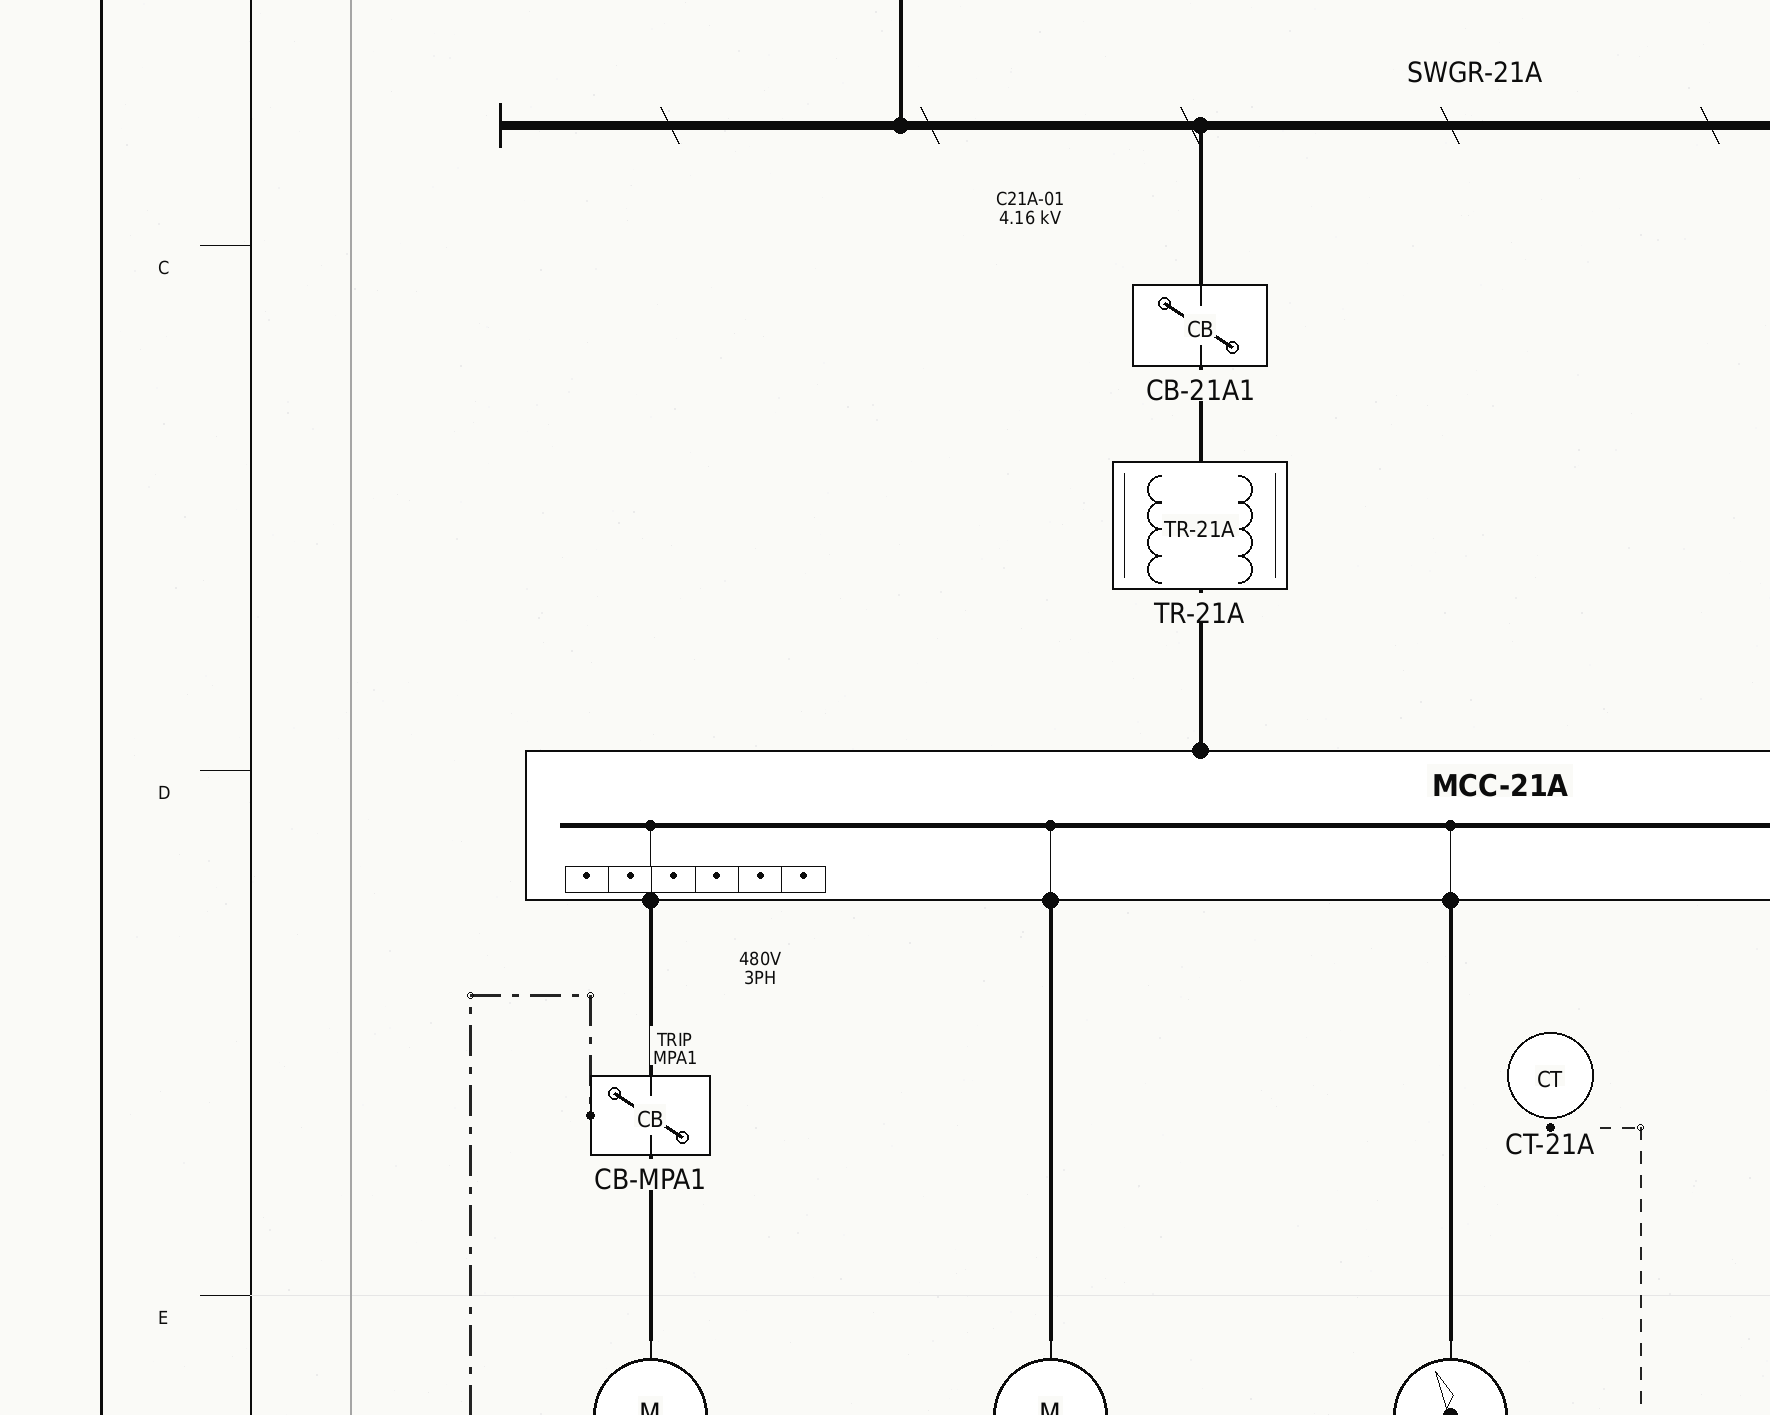 SWGR-21A
C21A-01
4.16 kV
C
CB
CB-21A1
TR-21A
TR-21A
MCC-21A
D
480V
3PH
TRIP
MPA1
CT
CB
CT-21A
CB-MPA1
E
M
M